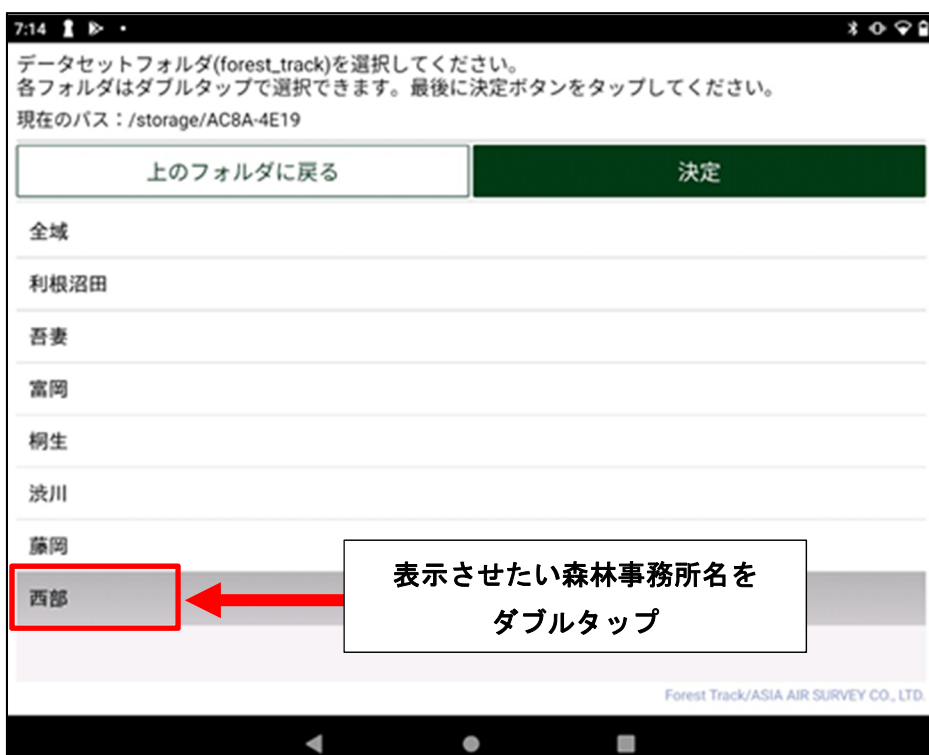 7:14
データセットフォルダ(forest_track)を選択してください。
各フォルダはダブルタップで選択できます。最後に決定ボタンをタップしてください。
現在のパス：/storage/AC8A-4E19
上のフォルダに戻る
決定
全域
利根沼田
吾妻
富岡
桐生
渋川
藤岡
西部
表示させたい森林事務所名を
ダブルタップ
Forest Track/ASIA AIR SURVEY CO., LTD.